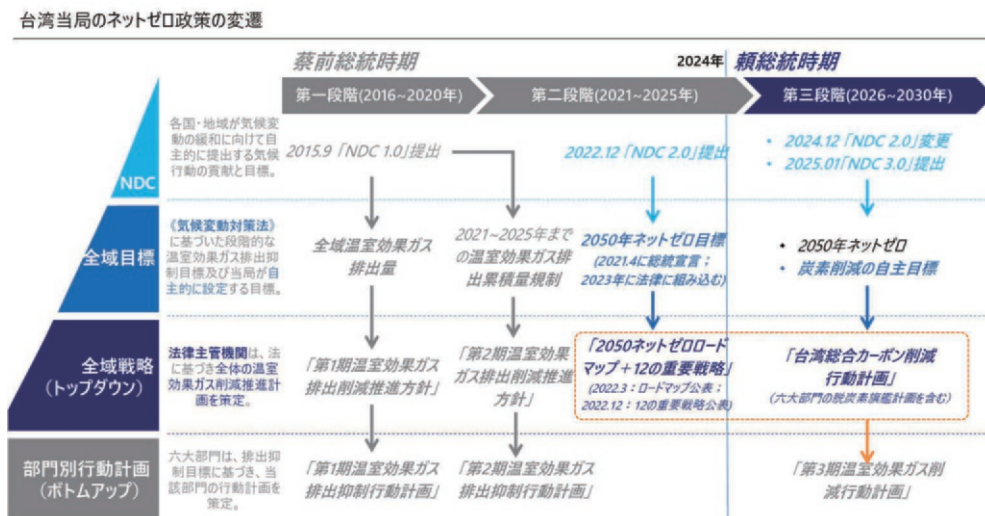 台湾当局のネットゼロ政策の変遷
蔡前総統時期
2024年
頼総統時期
第一段階(2016~2020年)
第二段階(2021~2025年)
第三段階(2026~2030年)
NDC
各国・地域が気候変
動の緩和に向けて自
主的に提出する気候
行動の貢献と目標。
2015.9「NDC 1.0」提出
2022.12「NDC 2.0」提出
• 2024.12「NDC 2.0」変更
• 2025.01「NDC 3.0」提出
全域目標
《気候変動対策法》
に基づいた段階的な
温室効果ガス排出抑
制目標及び当局が自
主的に設定する目標。
全域温室効果ガス
排出量
2021~2025年まで
の温室効果ガス排
出累積量規制
2050年ネットゼロ目標
(2021.4に総統宣言；
2023年に法律に組み込む)
• 2050年ネットゼロ
• 炭素削減の自主目標
全域戦略
(トップダウン)
法律主管機関は、法
に基づき全体の温室
効果ガス削減推進計
画を策定。
「第1期温室効果ガス
排出削減推進方針」
「第2期温室効果
ガス排出削減推進
方針」
「2050ネットゼロロード
マップ＋12の重要戦略」
(2022.3：ロードマップ公表；
2022.12：12の重要戦略公表)
「台湾総合カーボン削減
行動計画」
(六大部門の脱炭素旗艦計画を含む)
部門別行動計画
(ボトムアップ)
六大部門は、排出抑
制目標に基づき、当
該部門の行動計画を
策定。
「第1期温室効果ガス
排出抑制行動計画」
「第2期温室効果ガス
排出抑制行動計画」
「第3期温室効果ガス削
減行動計画」